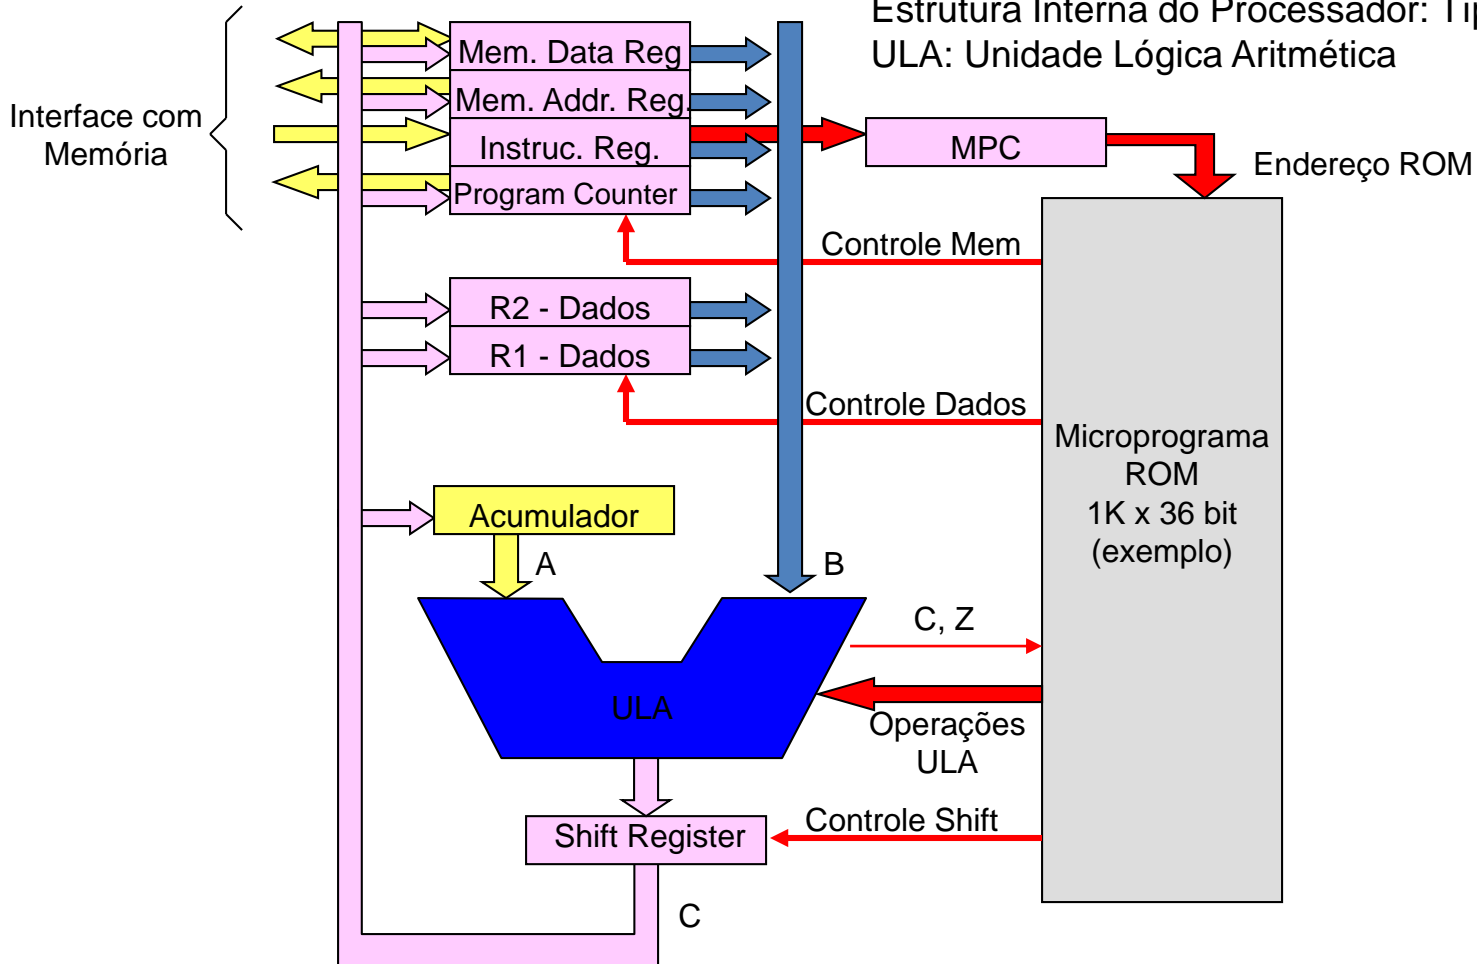 Estrutura Interna do Processador:
ULA: Unidade Lógica Aritmética
Interface com
Memória
Mem. Data Reg
Mem. Addr. Reg.
Instruc. Reg.
Program Counter
MPC
Endereço ROM
Controle Mem
R2 - Dados
R1 - Dados
Controle Dados
Microprograma
ROM
1K x 36 bit
(exemplo)
Acumulador
A
B
C, Z
ULA
Operações
ULA
Shift Register
Controle Shift
C